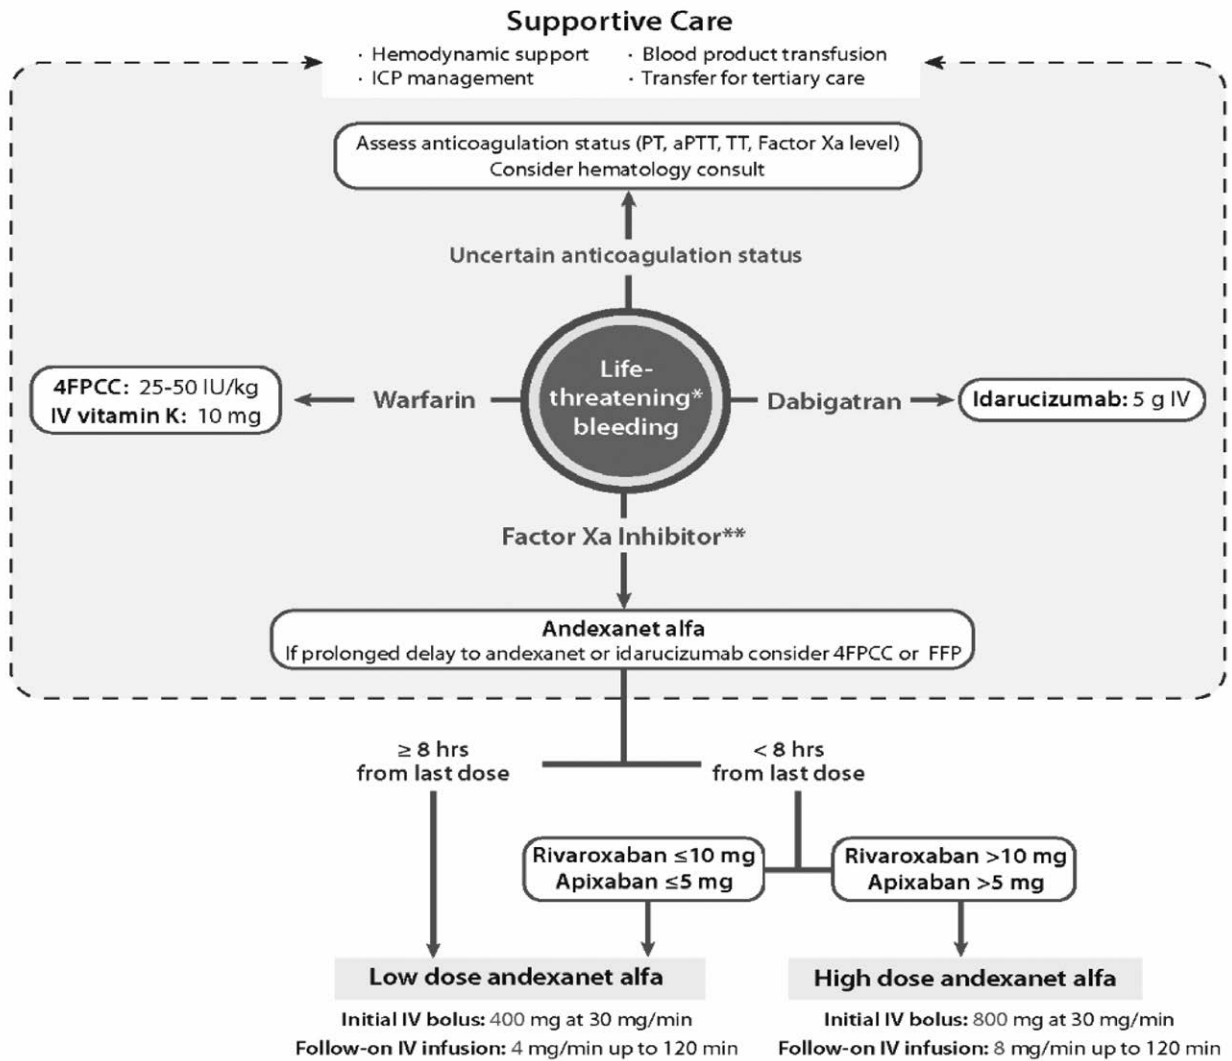 Supportive Care
· Hemodynamic support
· Blood product transfusion
· ICP management
· Transfer for tertiary care
Assess anticoagulation status (PT, aPTT, TT, Factor Xa level)
Consider hematology consult
Uncertain anticoagulation status
Life-
threatening*
bleeding
Warfarin
4FPCC: 25-50 IU/kg
IV vitamin K: 10 mg
Dabigatran
Idarucizumab: 5 g IV
Factor Xa Inhibitor**
Andexanet alfa
If prolonged delay to andexanet or idarucizumab consider 4FPCC or FFP
≥ 8 hrs
from last dose
< 8 hrs
from last dose
Rivaroxaban ≤10 mg
Apixaban ≤5 mg
Rivaroxaban >10 mg
Apixaban >5 mg
Low dose andexanet alfa
Initial IV bolus: 400 mg at 30 mg/min
Follow-on IV infusion: 4 mg/min up to 120 min
High dose andexanet alfa
Initial IV bolus: 800 mg at 30 mg/min
Follow-on IV infusion: 8 mg/min up to 120 min